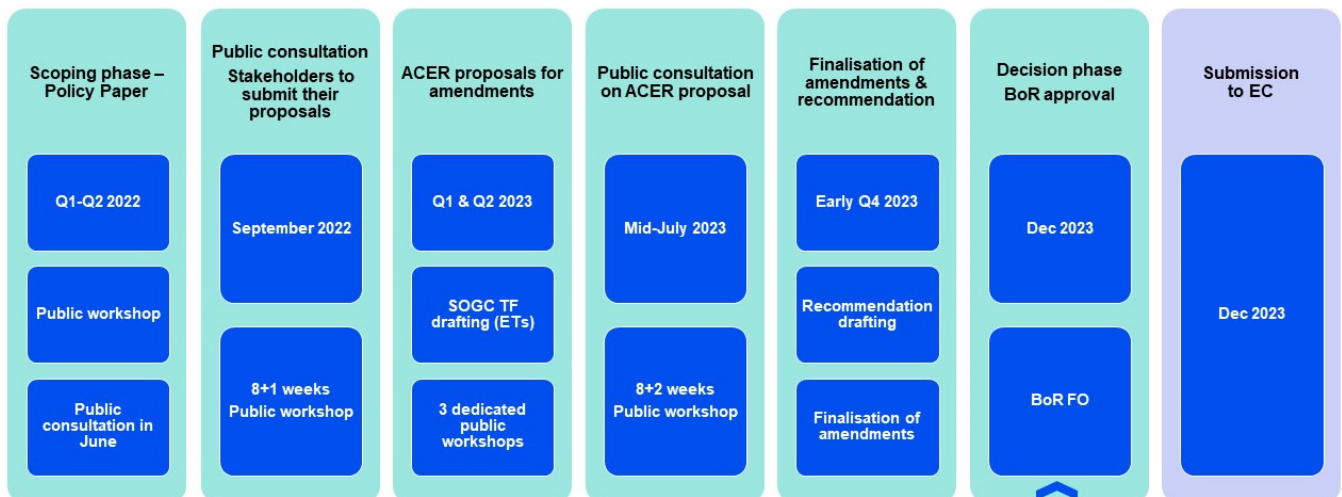 Scoping phase –
Policy Paper
Q1-Q2 2022
Public workshop
Public
consultation in
June
Public consultation
Stakeholders to
submit their
proposals
September 2022
8+1 weeks
Public workshop
ACER proposals for
amendments
Q1 & Q2 2023
SOGC TF
drafting (ETs)
3 dedicated
public
workshops
Public consultation
on ACER proposal
Mid-July 2023
8+2 weeks
Public workshop
Finalisation of
amendments &
recommendation
Early Q4 2023
Recommendation
drafting
Finalisation of
amendments
Decision phase
BoR approval
Dec 2023
BoR FO
Submission
to EC
Dec 2023